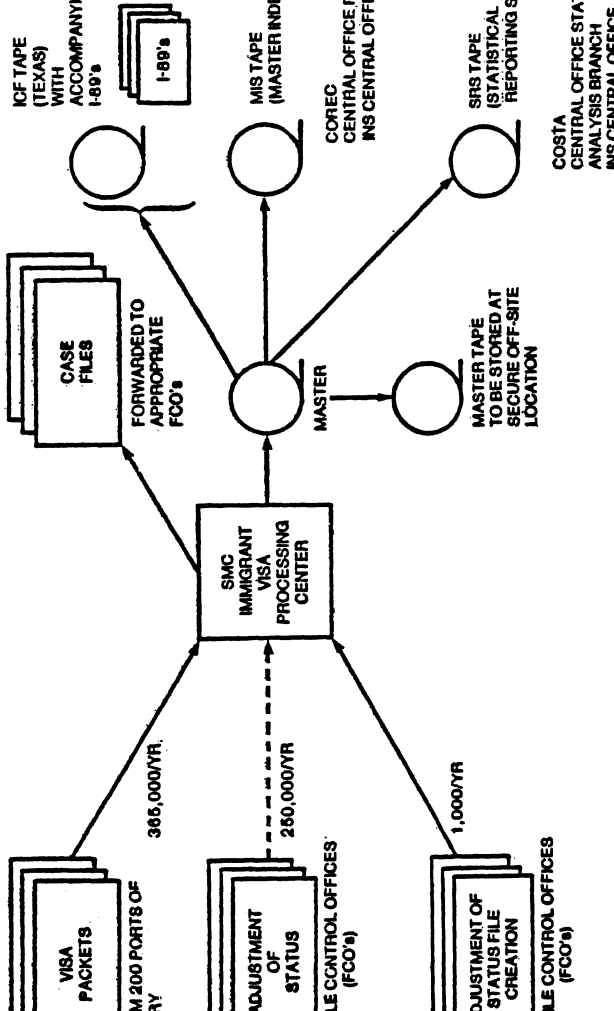 VISA
PACKETS
M 200 PORTS OF
RY
365,000/YR.
ADJUSTMENT
OF
STATUS
LE CONTROL OFFICES
(FCO's)
250,000/YR
DJUSTMENT OF
STATUS FILE
CREATION
LE CONTROL OFFICES
(FCO's)
1,000/YR
SMC
IMMIGRANT
VISA
PROCESSING
CENTER
CASE
FILES
FORWARDED TO
APPROPRIATE
FCO's
MASTER
MASTER TAPE
TO BE STORED AT
SECURE OFF-SITE
LOCATION
ICF TAPE
(TEXAS)
WITH
ACCOMPANYI
I-89's
I-89's
MIS TAPE
(MASTER INDE
COREC
CENTRAL OFFICE
INS CENTRAL OFFI
SRS TAPE
(STATISTICAL
REPORTING S
COSTA
CENTRAL OFFICE STA
ANALYSIS BRANCH
INS CENTRAL OFFICE